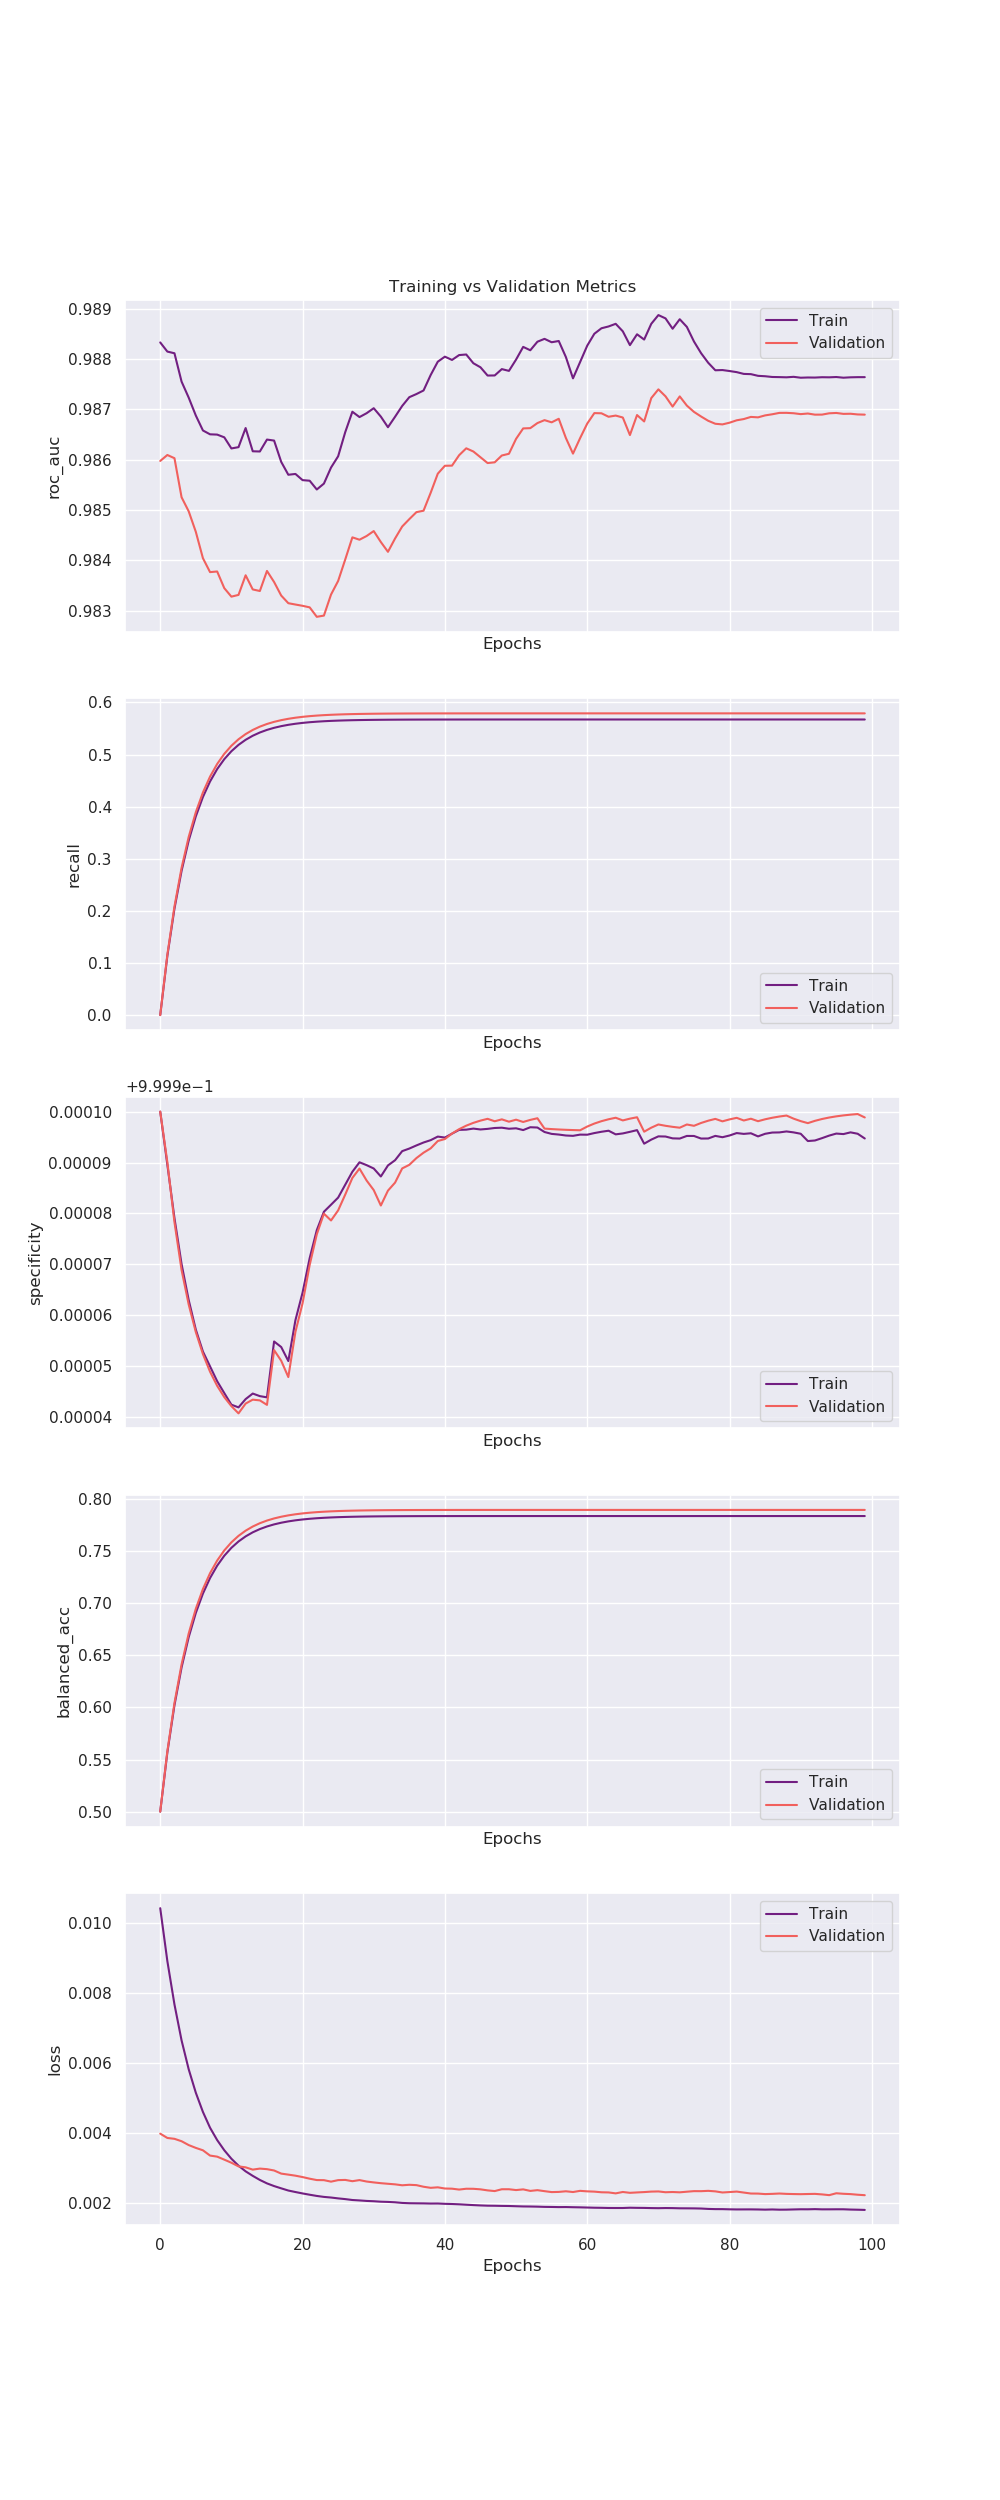 Training vs Validation Metrics
0.989
0.988
0.987
0.986
0.985
0.984
0.983
roc_auc
Train
Validation
Epochs
0.6
0.5
0.4
0.3
0.2
0.1
0.0
recall
Train
Validation
Epochs
+9.999e−1
0.00010
0.00009
0.00008
0.00007
0.00006
0.00005
0.00004
specificity
Train
Validation
Epochs
0.80
0.75
0.70
0.65
0.60
0.55
0.50
balanced_acc
Train
Validation
Epochs
0.010
0.008
0.006
0.004
0.002
loss
Train
Validation
0 20 40 60 80 100
Epochs